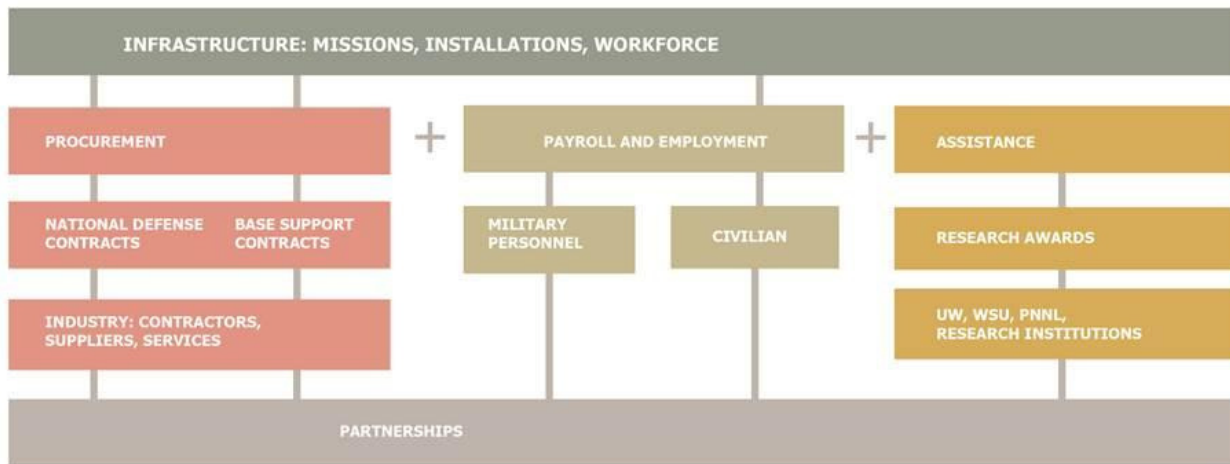 INFRASTRUCTURE: MISSIONS, INSTALLATIONS, WORKFORCE
PROCUREMENT
+
PAYROLL AND EMPLOYMENT
+
ASSISTANCE
NATIONAL DEFENSE
CONTRACTS
BASE SUPPORT
CONTRACTS
MILITARY
PERSONNEL
CIVILIAN
RESEARCH AWARDS
INDUSTRY: CONTRACTORS,
SUPPLIERS, SERVICES
UW, WSU, PNNL,
RESEARCH INSTITUTIONS
PARTNERSHIPS